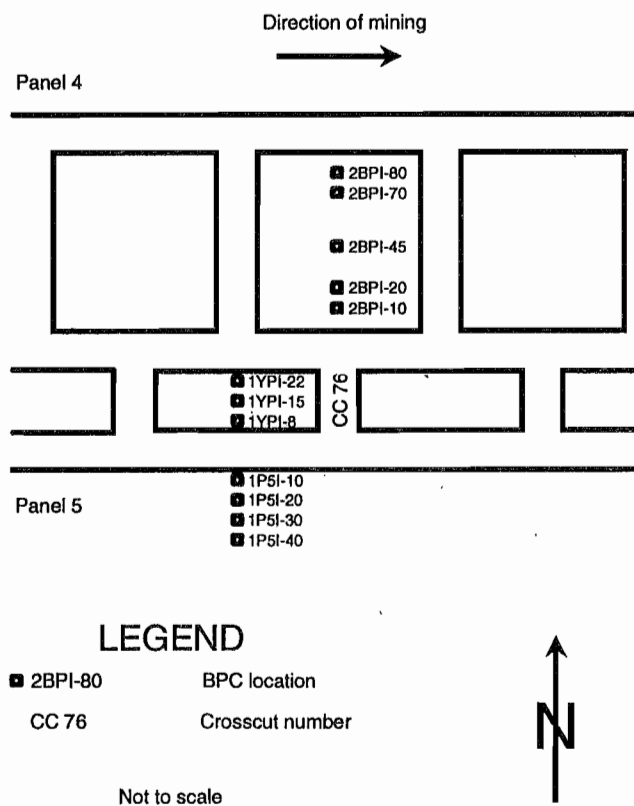 Direction of mining
Panel 4
2BPI-80
2BPI-70
2BPI-45
2BPI-20
2BPI-10
1YPI-22
1YPI-15
1YPI-8
CC 76
1P5I-10
1P5I-20
1P5I-30
1P5I-40
Panel 5
LEGEND
2BPI-80 BPC location
CC 76 Crosscut number
N
Not to scale